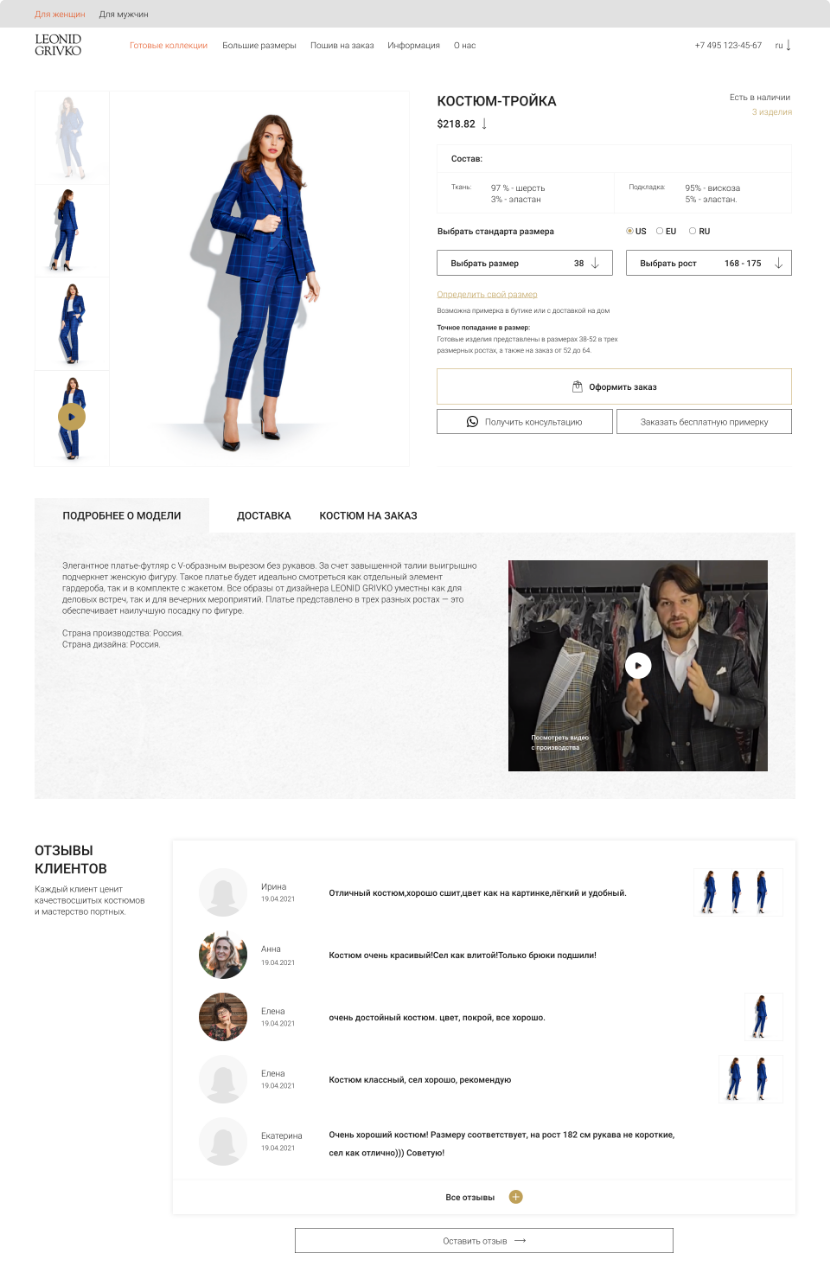 Для женщин Для мужчин
LEONID
GRIVKO
Готовые коллекции Большие размеры Пошив на заказ Информация О нас
+7 495 123-45-67 ru
КОСТЮМ-ТРОЙКА
Есть в наличии
3 изделия
$218.82
Состав:
Ткань: 97 % - шерсть
3% - эластан
Подкладка: 95% - вискоза
5% - эластан.
Выбрать стандарта размера US EU RU
Выбрать размер 38
Выбрать рост 168 - 175
Определить свой размер
Возможна примерка в бутике или с доставкой на дом
Точное попадание в размер:
Готовые изделия представлены в размерах 38-52 в трех
размерных ростах, а также на заказ от 52 до 64.
Оформить заказ
Получить консультацию
Заказать бесплатную примерку
ПОДРОБНЕЕ О МОДЕЛИ ДОСТАВКА КОСТЮМ НА ЗАКАЗ
Элегантное платье-футляр с V-образным вырезом без рукавов. За счет завышенной талии выигрышно
подчеркнет женскую фигуру. Такое платье будет идеально смотреться как отдельный элемент
гардероба, так и в комплекте с жакетом. Все образы от дизайнера LEONID GRIVKO уместны как для
деловых встреч, так и для вечерних мероприятий. Платье представлено в трех разных ростах — это
обеспечивает наилучшую посадку по фигуре.
Страна производства: Россия.
Страна дизайна: Россия.
Посмотреть видео
с производства
ОТЗЫВЫ
КЛИЕНТОВ
Каждый клиент ценит
качествосшитых костюмов
и мастерство портных.
Ирина
19.04.2021
Отличный костюм,хорошо сшит,цвет как на картинке,лёгкий и удобный.
Анна
19.04.2021
Костюм очень красивый!Сел как влитой!Только брюки подшили!
Елена
19.04.2021
очень достойный костюм. цвет, покрой, все хорошо.
Елена
19.04.2021
Костюм классный, сел хорошо, рекомендую
Екатерина
19.04.2021
Очень хороший костюм! Размеру соответствует, на рост 182 см рукава не короткие,
сел как отлично))) Советую!
Все отзывы
Оставить отзыв